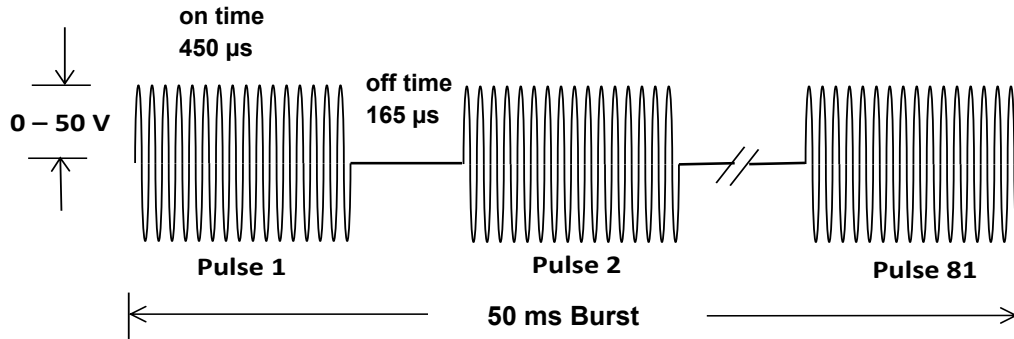 on time
450 µs
off time
165 µs
0 – 50 V
Pulse 1
Pulse 2
Pulse 81
50 ms Burst